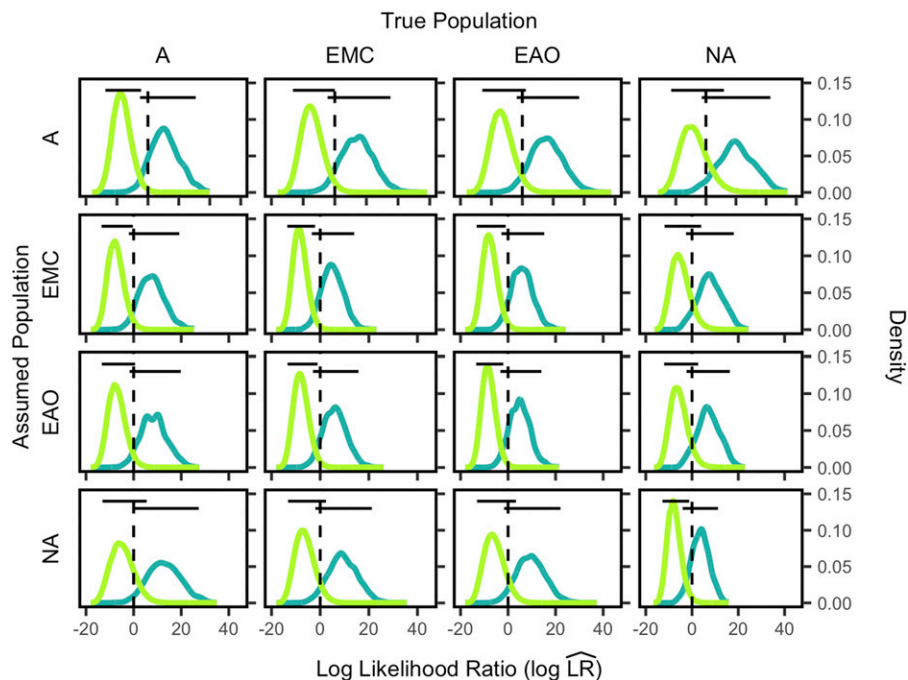 True Population
A EMC EAO NA
A
0.15
0.10
0.05
0.00
EMC
0.15
0.10
0.05
0.00
EAO
0.15
0.10
0.05
0.00
NA
0.15
0.10
0.05
0.00
Assumed Population
Density
-20 0 20 40 -20 0 20 40 -20 0 20 40 -20 0 20 40
Log Likelihood Ratio (log L͡R)